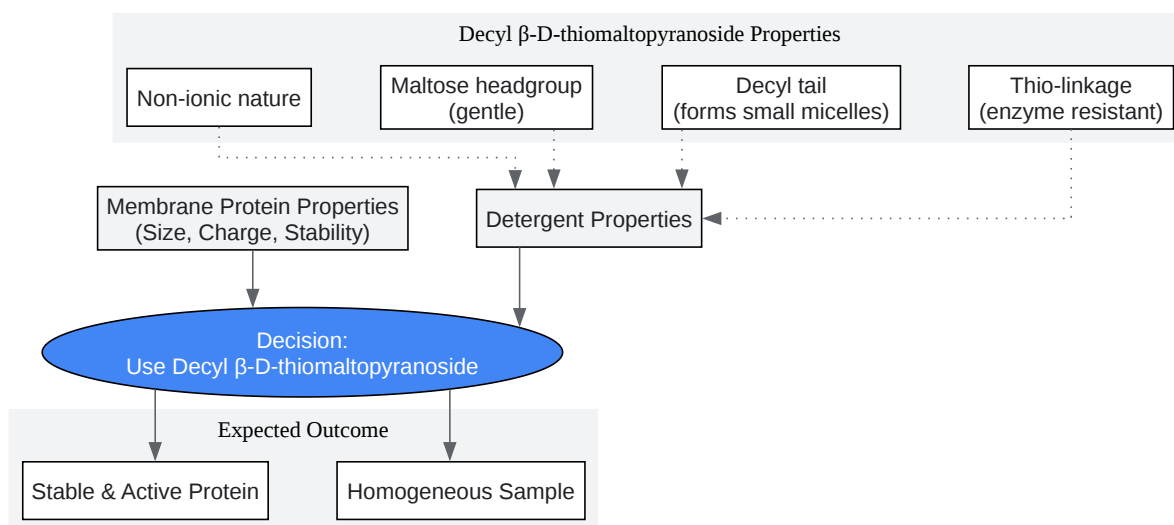 Decyl β-D-thiomaltopyranoside Properties
Non-ionic nature
Maltose headgroup
(gentle)
Decyl tail
(forms small micelles)
Thio-linkage
(enzyme resistant)
Membrane Protein Properties
(Size, Charge, Stability)
Detergent Properties
Decision:
Use Decyl β-D-thiomaltopyranoside
Expected Outcome
Stable & Active Protein
Homogeneous Sample